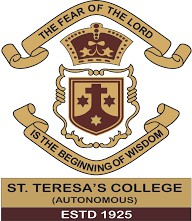 THE FEAR OF THE LORD
IS THE BEGINNING OF WISDOM
ST. TERESA'S COLLEGE
(AUTONOMOUS)
ESTD 1925